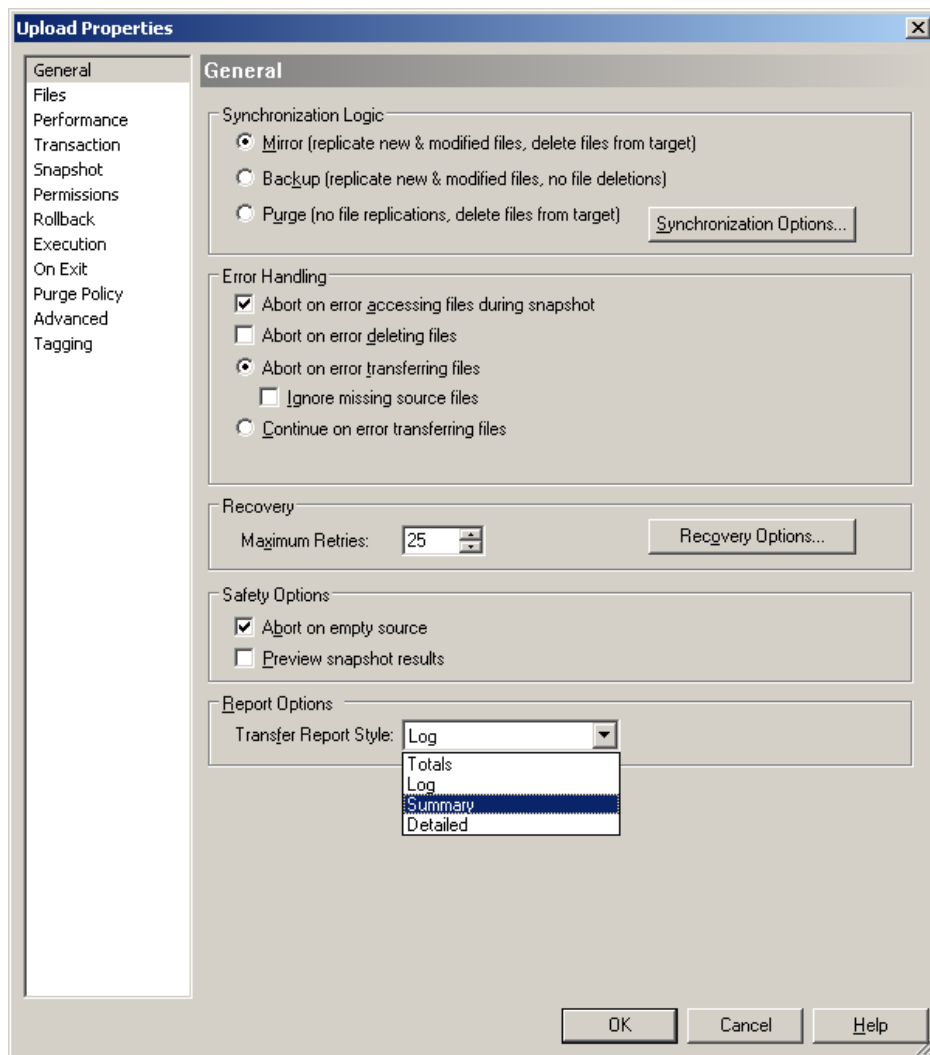 Upload Properties
General
Files
Performance
Transaction
Snapshot
Permissions
Rollback
Execution
On Exit
Purge Policy
Advanced
Tagging
General
Synchronization Logic
Mirror (replicate new & modified files, delete files from target)
Backup (replicate new & modified files, no file deletions)
Purge (no file replications, delete files from target)
Synchronization Options...
Error Handling
Abort on error accessing files during snapshot
Abort on error deleting files
Abort on error transferring files
Ignore missing source files
Continue on error transferring files
Recovery
Maximum Retries: 25
Recovery Options...
Safety Options
Abort on empty source
Preview snapshot results
Report Options
Transfer Report Style: Log
Totals
Log
Summary
Detailed
OK Cancel Help